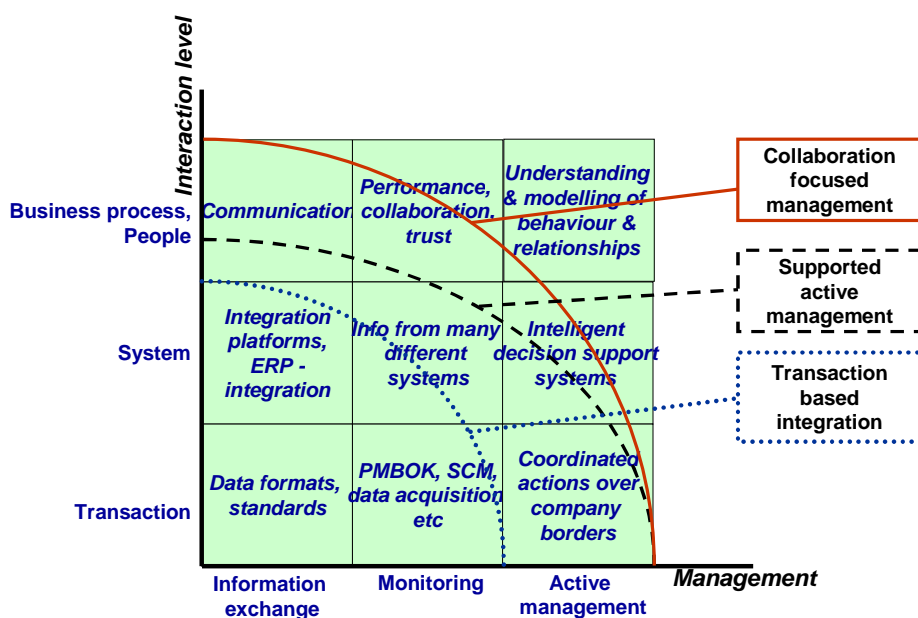 Interaction level
Business process,
People
System
Transaction
Communication
Performance,
collaboration,
trust
Understanding
& modelling of
behaviour &
relationships
Integration
platforms,
ERP -
integration
Info from many
different
systems
Intelligent
decision support
systems
Data formats,
standards
PMBOK, SCM,
data acquisition
etc
Coordinated
actions over
company
borders
Information
exchange
Monitoring
Active
management
Management
Collaboration
focused
management
Supported
active
management
Transaction
based
integration